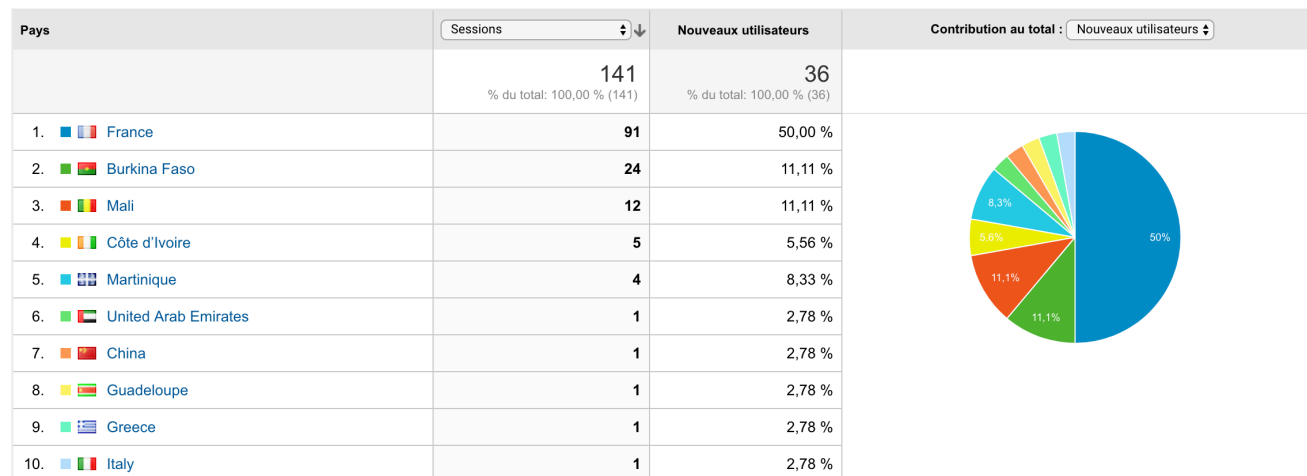 Pays Sessions Nouveaux utilisateurs Contribution au total : Nouveaux utilisateurs
141 36
% du total: 100,00 % (141) % du total: 100,00 % (36)
1. France 91 50,00 %
2. Burkina Faso 24 11,11 %
3. Mali 12 11,11 %
4. Côte d'Ivoire 5 5,56 %
5. Martinique 4 8,33 %
6. United Arab Emirates 1 2,78 %
7. China 1 2,78 %
8. Guadeloupe 1 2,78 %
9. Greece 1 2,78 %
10. Italy 1 2,78 %
8,3%
5,6%
50%
11,1%
11,1%